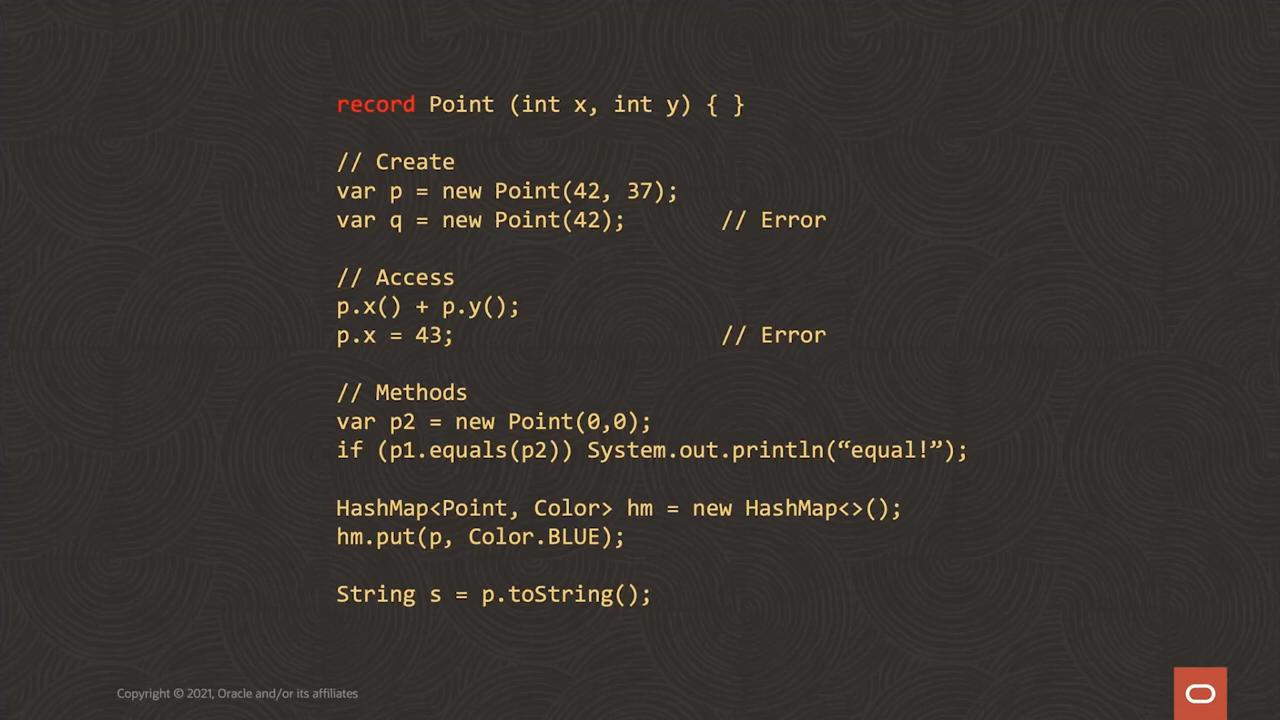 record Point (int x, int y) { }
// Create
var p = new Point(42, 37);
var q = new Point(42); // Error
// Access
p.x() + p.y();
p.x = 43; // Error
// Methods
var p2 = new Point(0,0);
if (p1.equals(p2)) System.out.println(“equal!”);
HashMap<Point, Color> hm = new HashMap<>();
hm.put(p, Color.BLUE);
String s = p.toString();
Copyright © 2021, Oracle and/or its affiliates